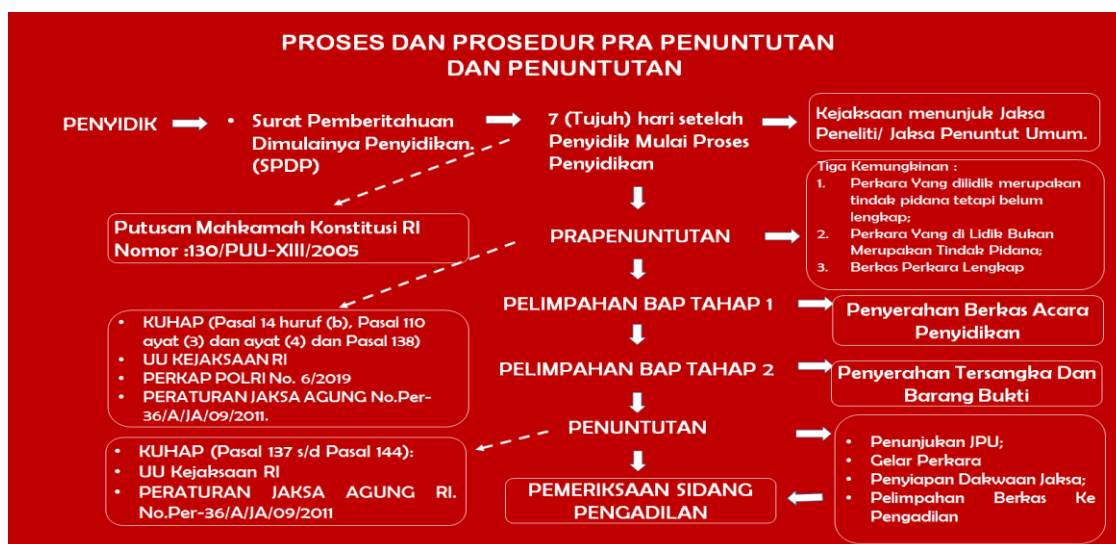 PROSES DAN PROSEDUR PRA PENUNTUTAN
DAN PENUNTUTAN
PENYIDIK
• Surat Pemberitahuan
Dimulainya Penyidikan.
(SPDP)
7 (Tujuh) hari setelah
Penyidik Mulai Proses
Penyidikan
Kejaksaan menunjuk Jaksa
Peneliti/ Jaksa Penuntut Umum.
Putusan Mahkamah Konstitusi RI
Nomor :130/PUU-XIII/2005
PRAPENUNTUTAN
Tiga Kemungkinan :
1. Perkara Yang dilidik merupakan
tindak pidana tetapi belum
lengkap;
2. Perkara Yang di Lidik Bukan
Merupakan Tindak Pidana;
3. Berkas Perkara Lengkap
PELIMPAHAN BAP TAHAP 1
Penyerahan Berkas Acara
Penyidikan
• KUHAP (Pasal 14 huruf (b), Pasal 110
ayat (3) dan ayat (4) dan Pasal 138)
• UU KEJAKSAAN RI
• PERKAP POLRI No. 6/2019
• PERATURAN JAKSA AGUNG No.Per-
36/A/JA/09/2011.
PELIMPAHAN BAP TAHAP 2
Penyerahan Tersangka Dan
Barang Bukti
PENUNTUTAN
• KUHAP (Pasal 137 s/d Pasal 144):
• UU Kejaksaan RI
• PERATURAN JAKSA AGUNG RI.
No.Per-36/A/JA/09/2011
• Penunjukan JPU;
• Gelar Perkara
• Penyiapan Dakwaan Jaksa;
• Pelimpahan Berkas Ke
Pengadilan
PEMERIKSAAN SIDANG
PENGADILAN